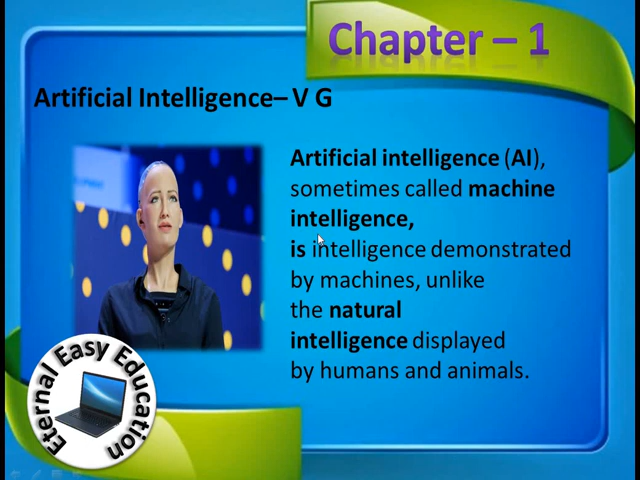 Chapter – 1
Artificial Intelligence– V G
Artificial intelligence (AI),
sometimes called machine
intelligence,
is intelligence demonstrated
by machines, unlike
the natural
intelligence displayed
by humans and animals.
Eternal Easy Education